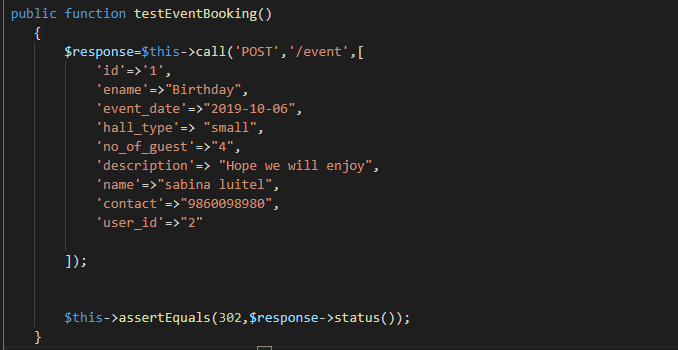 public function testEventBooking()
{
$response=$this->call('POST','/event',[
'id'=>'1',
'ename'=>"Birthday",
'event_date'=>"2019-10-06",
'hall_type'=> "small",
'no_of_guest'=>"4",
'description'=> "Hope we will enjoy",
'name'=>"sabina luitel",
'contact'=>"9860098980",
'user_id'=>"2"
]);
$this->assertEquals(302,$response->status());
}